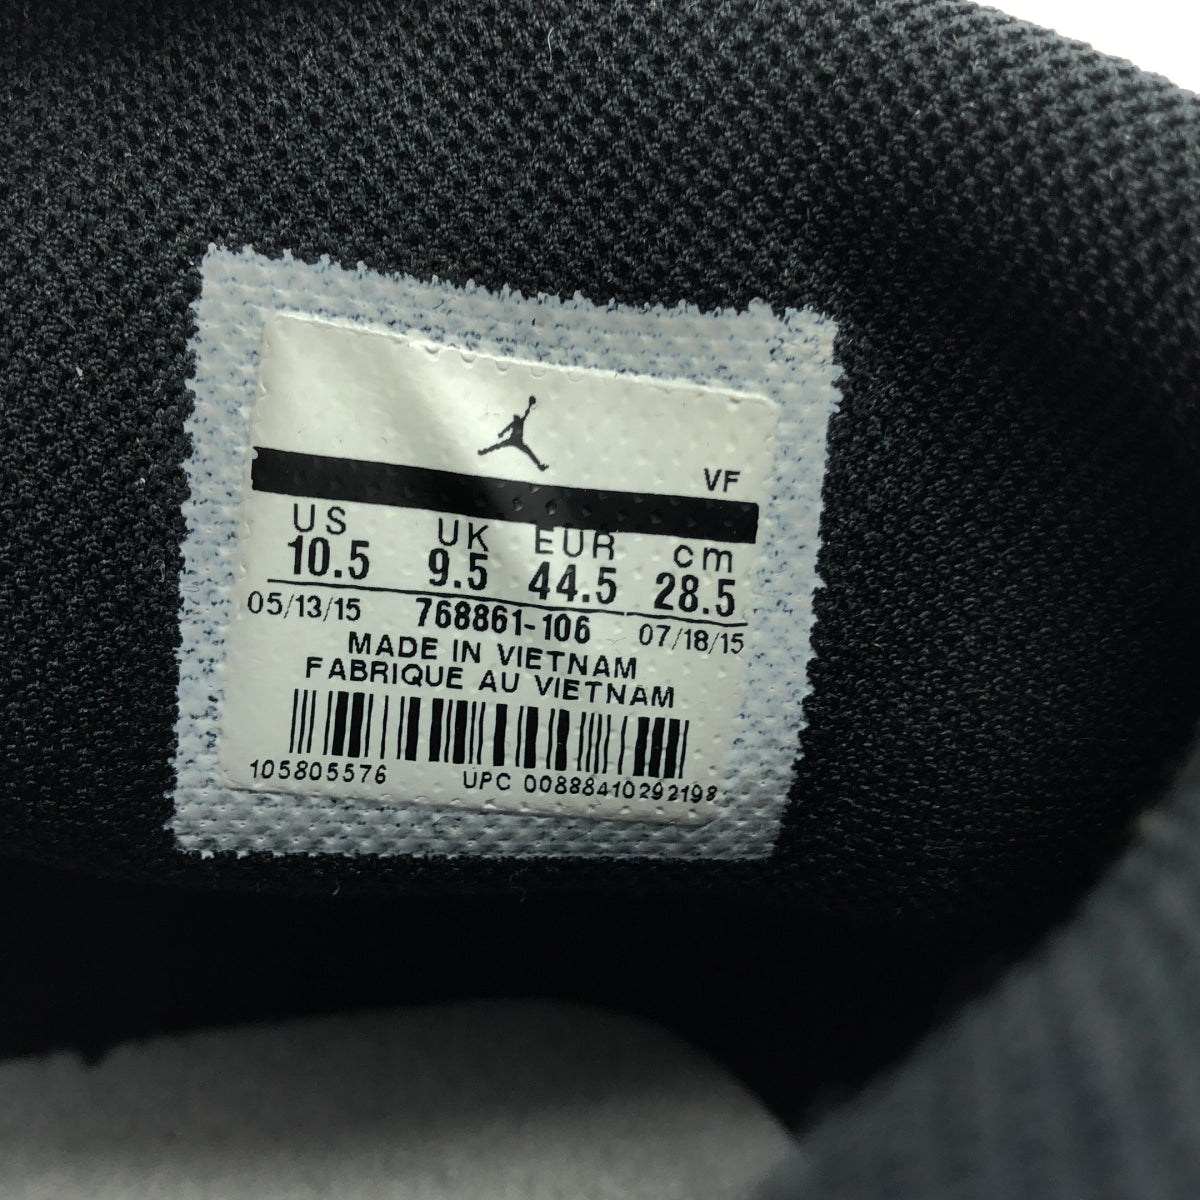 VF
US UK EUR cm
10.5 9.5 44.5 28.5
05/13/15 768861-106 07/18/15
MADE IN VIETNAM
FABRIQUE AU VIETNAM
105805576 UPC 00888410292198